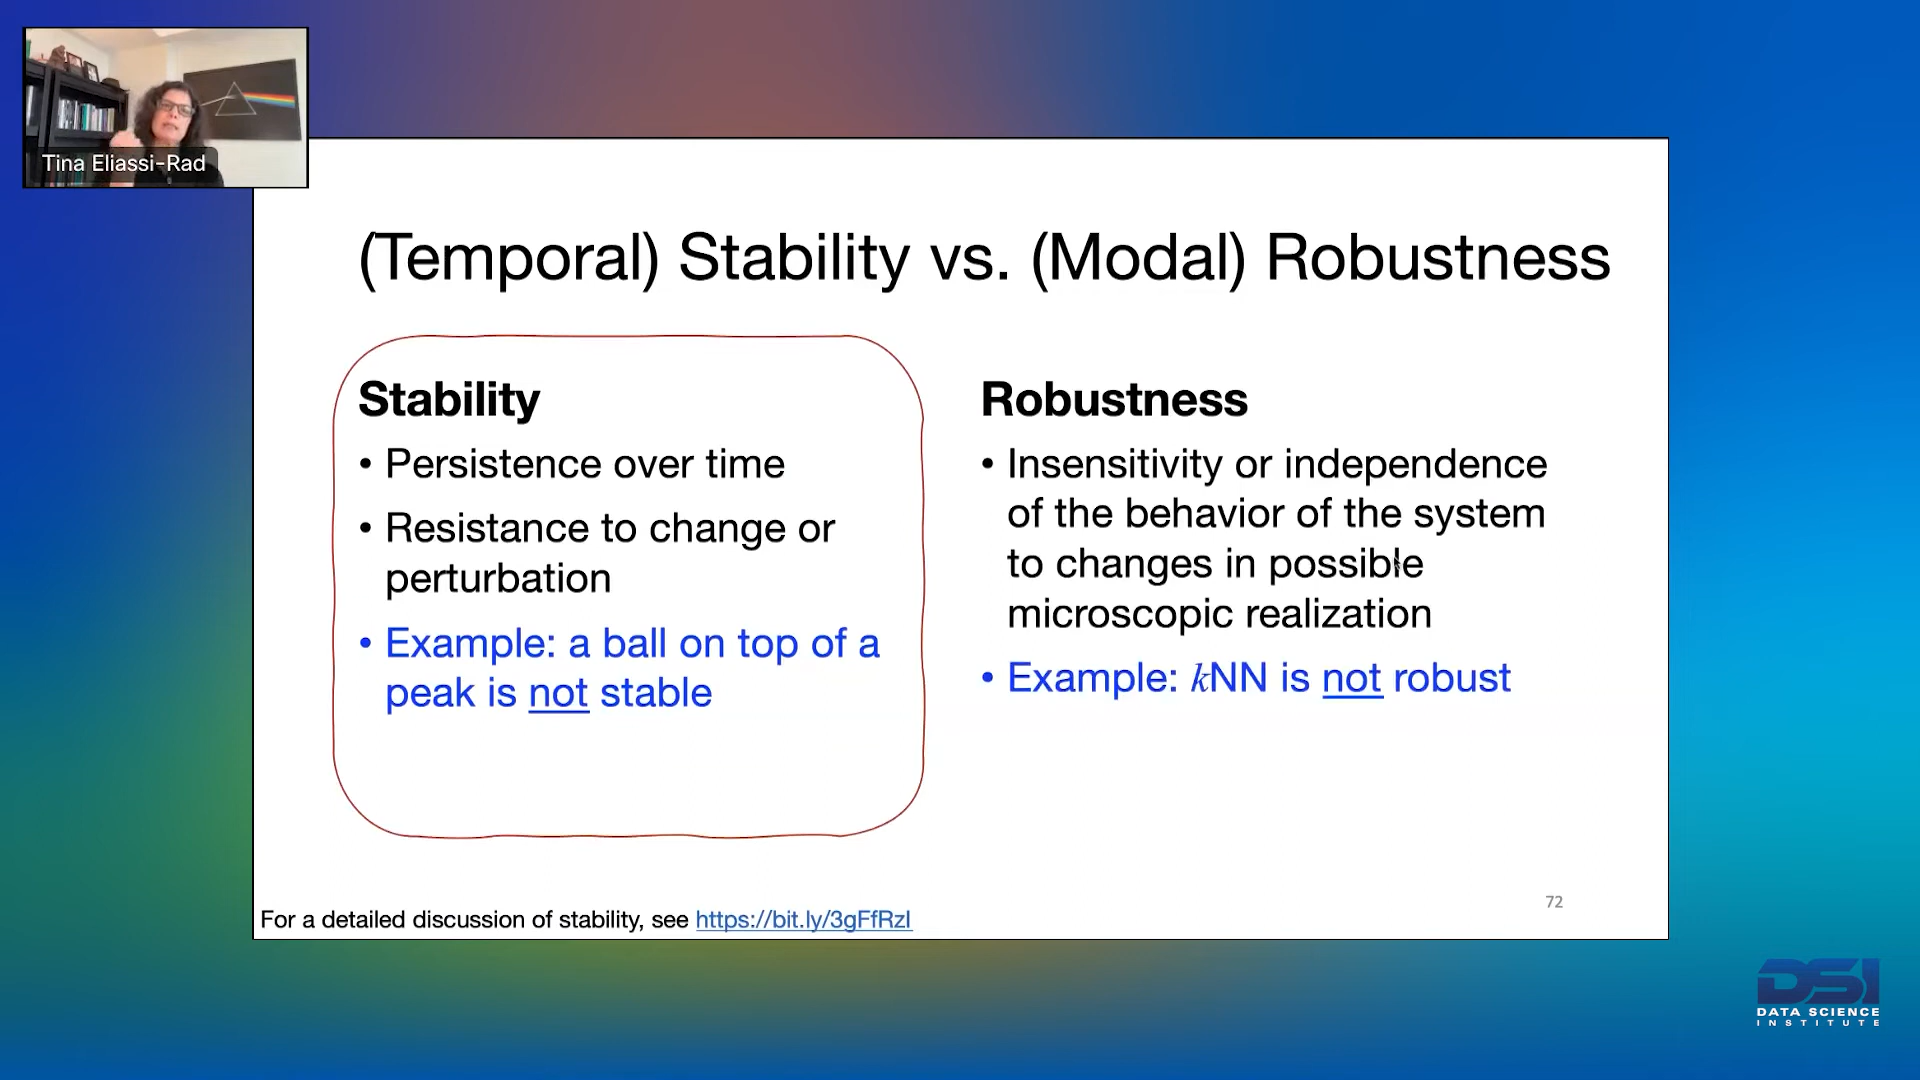 Tina Eliassi-Rad
(Temporal) Stability vs. (Modal) Robustness
Stability
• Persistence over time
• Resistance to change or
perturbation
• Example: a ball on top of a
peak is not stable
Robustness
• Insensitivity or independence
of the behavior of the system
to changes in possible
microscopic realization
• Example: kNN is not robust
For a detailed discussion of stability, see https://bit.ly/3gFfRzI
72
DSI
DATA SCIENCE
INSTITUTE